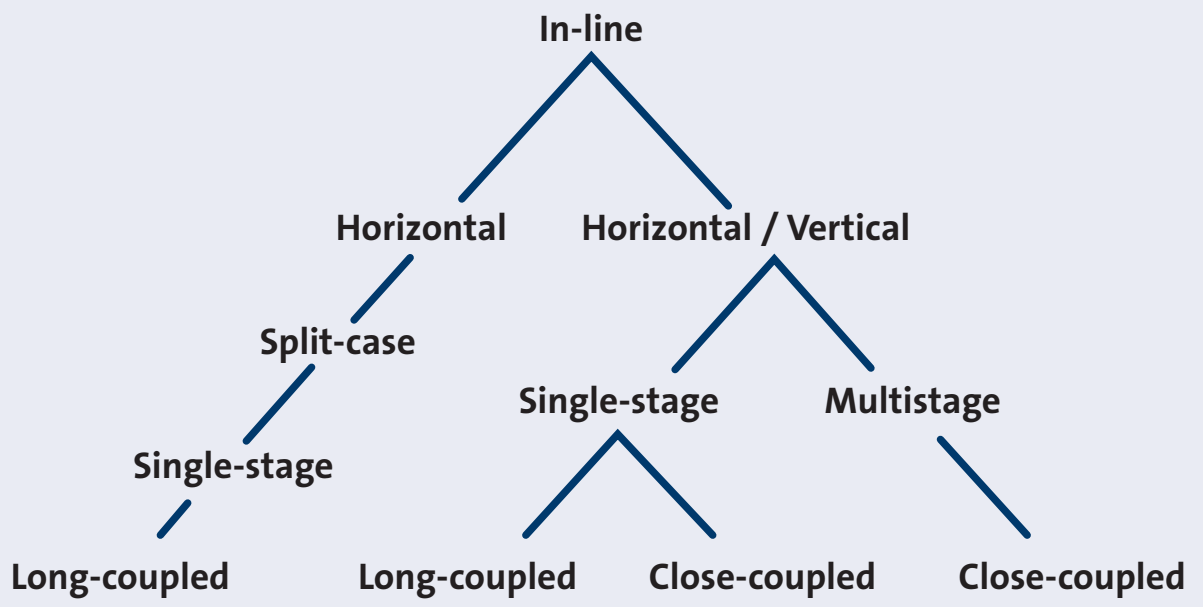 In-line
Horizontal
Horizontal / Vertical
Split-case
Single-stage
Multistage
Single-stage
Long-coupled
Long-coupled
Close-coupled
Close-coupled